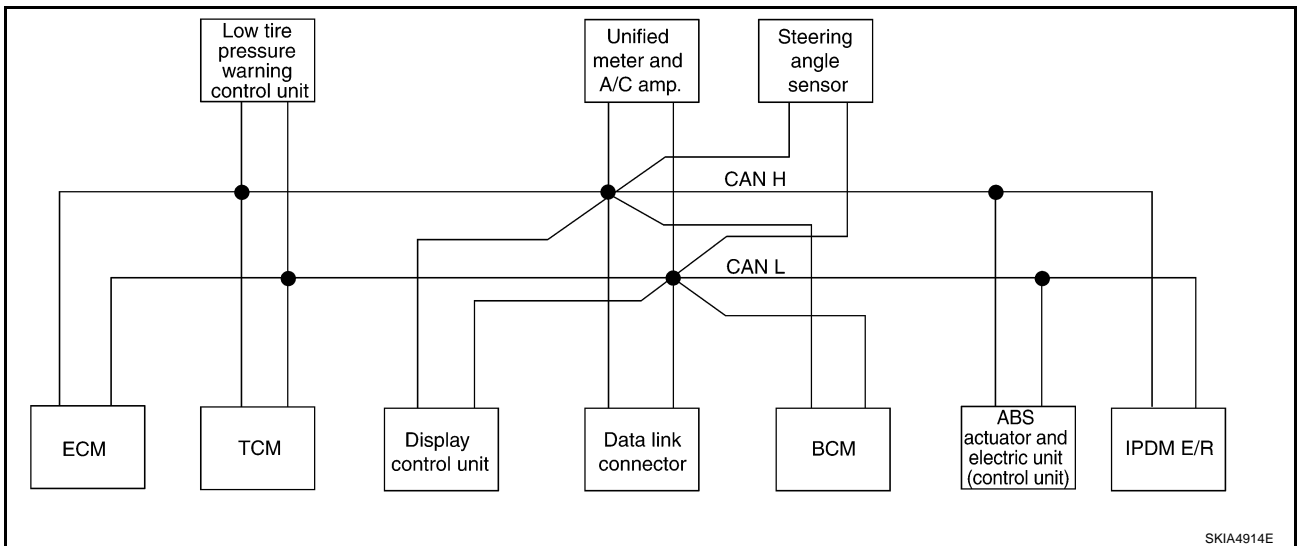 Low tire
pressure
warning
control unit
Unified
meter and
A/C amp.
Steering
angle
sensor
CAN H
CAN L
ECM
TCM
Display
control unit
Data link
connector
BCM
ABS
actuator and
electric unit
(control unit)
IPDM E/R
SKIA4914E